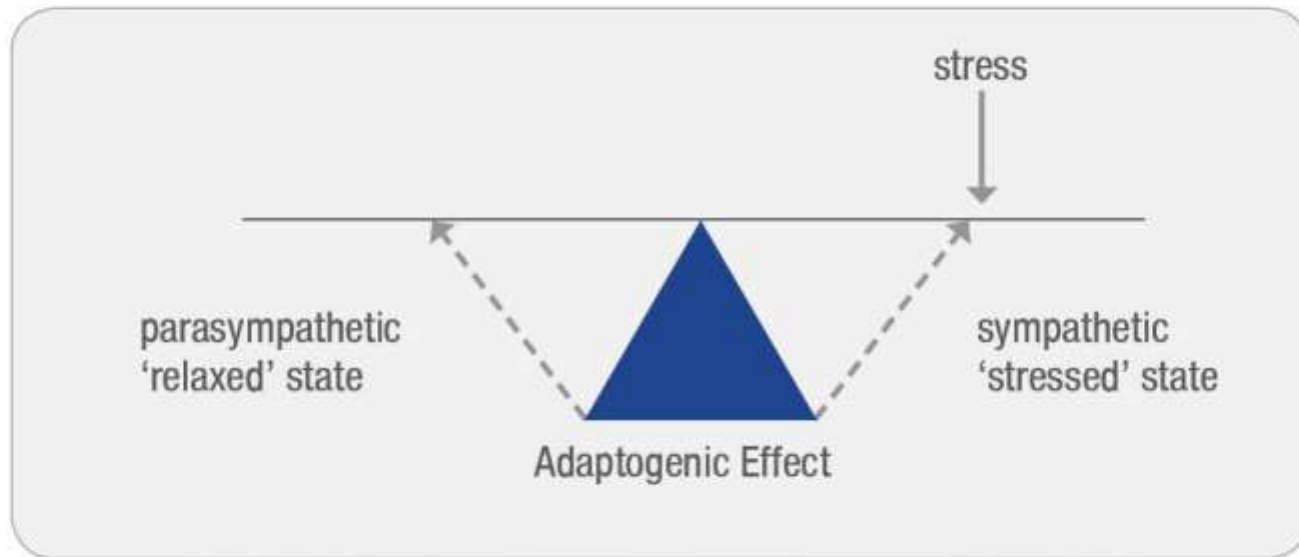 stress
parasympathetic
‘relaxed’ state
sympathetic
‘stressed’ state
Adaptogenic Effect